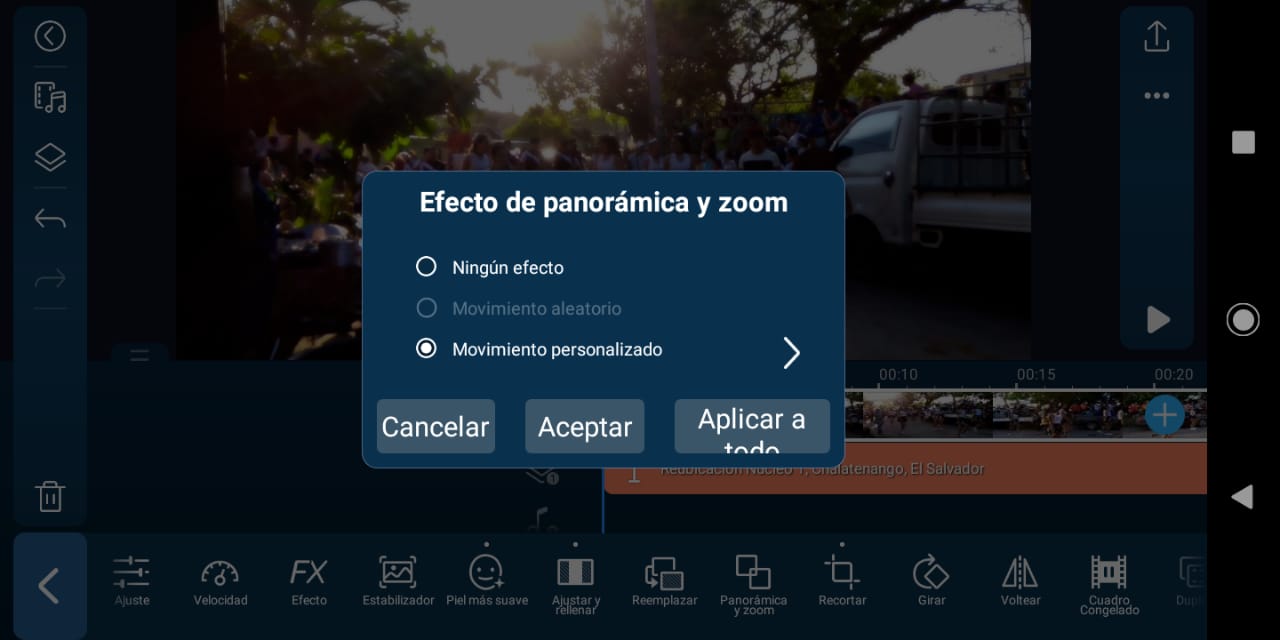 Efecto de panorámica y zoom
Ningún efecto
Movimiento aleatorio
Movimiento personalizado
Cancelar
Aceptar
Aplicar a
todo
00:10
00:15
00:20
Reubicación Núcleo 1, Chalatenango, El Salvador
1
Ajuste
Velocidad
FX
Efecto
Estabilizador
Piel más suave
Ajustar y
rellenar
Reemplazar
Panorámica
y zoom
Recortar
Girar
Voltear
Cuadro
Congelado